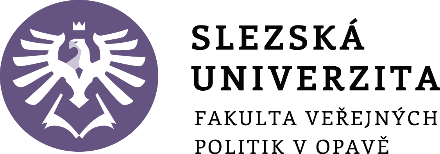 SLEZSKÁ
UNIVERZITA
FAKULTA VEŘEJNÝCH
POLITIK V OPAVĚ